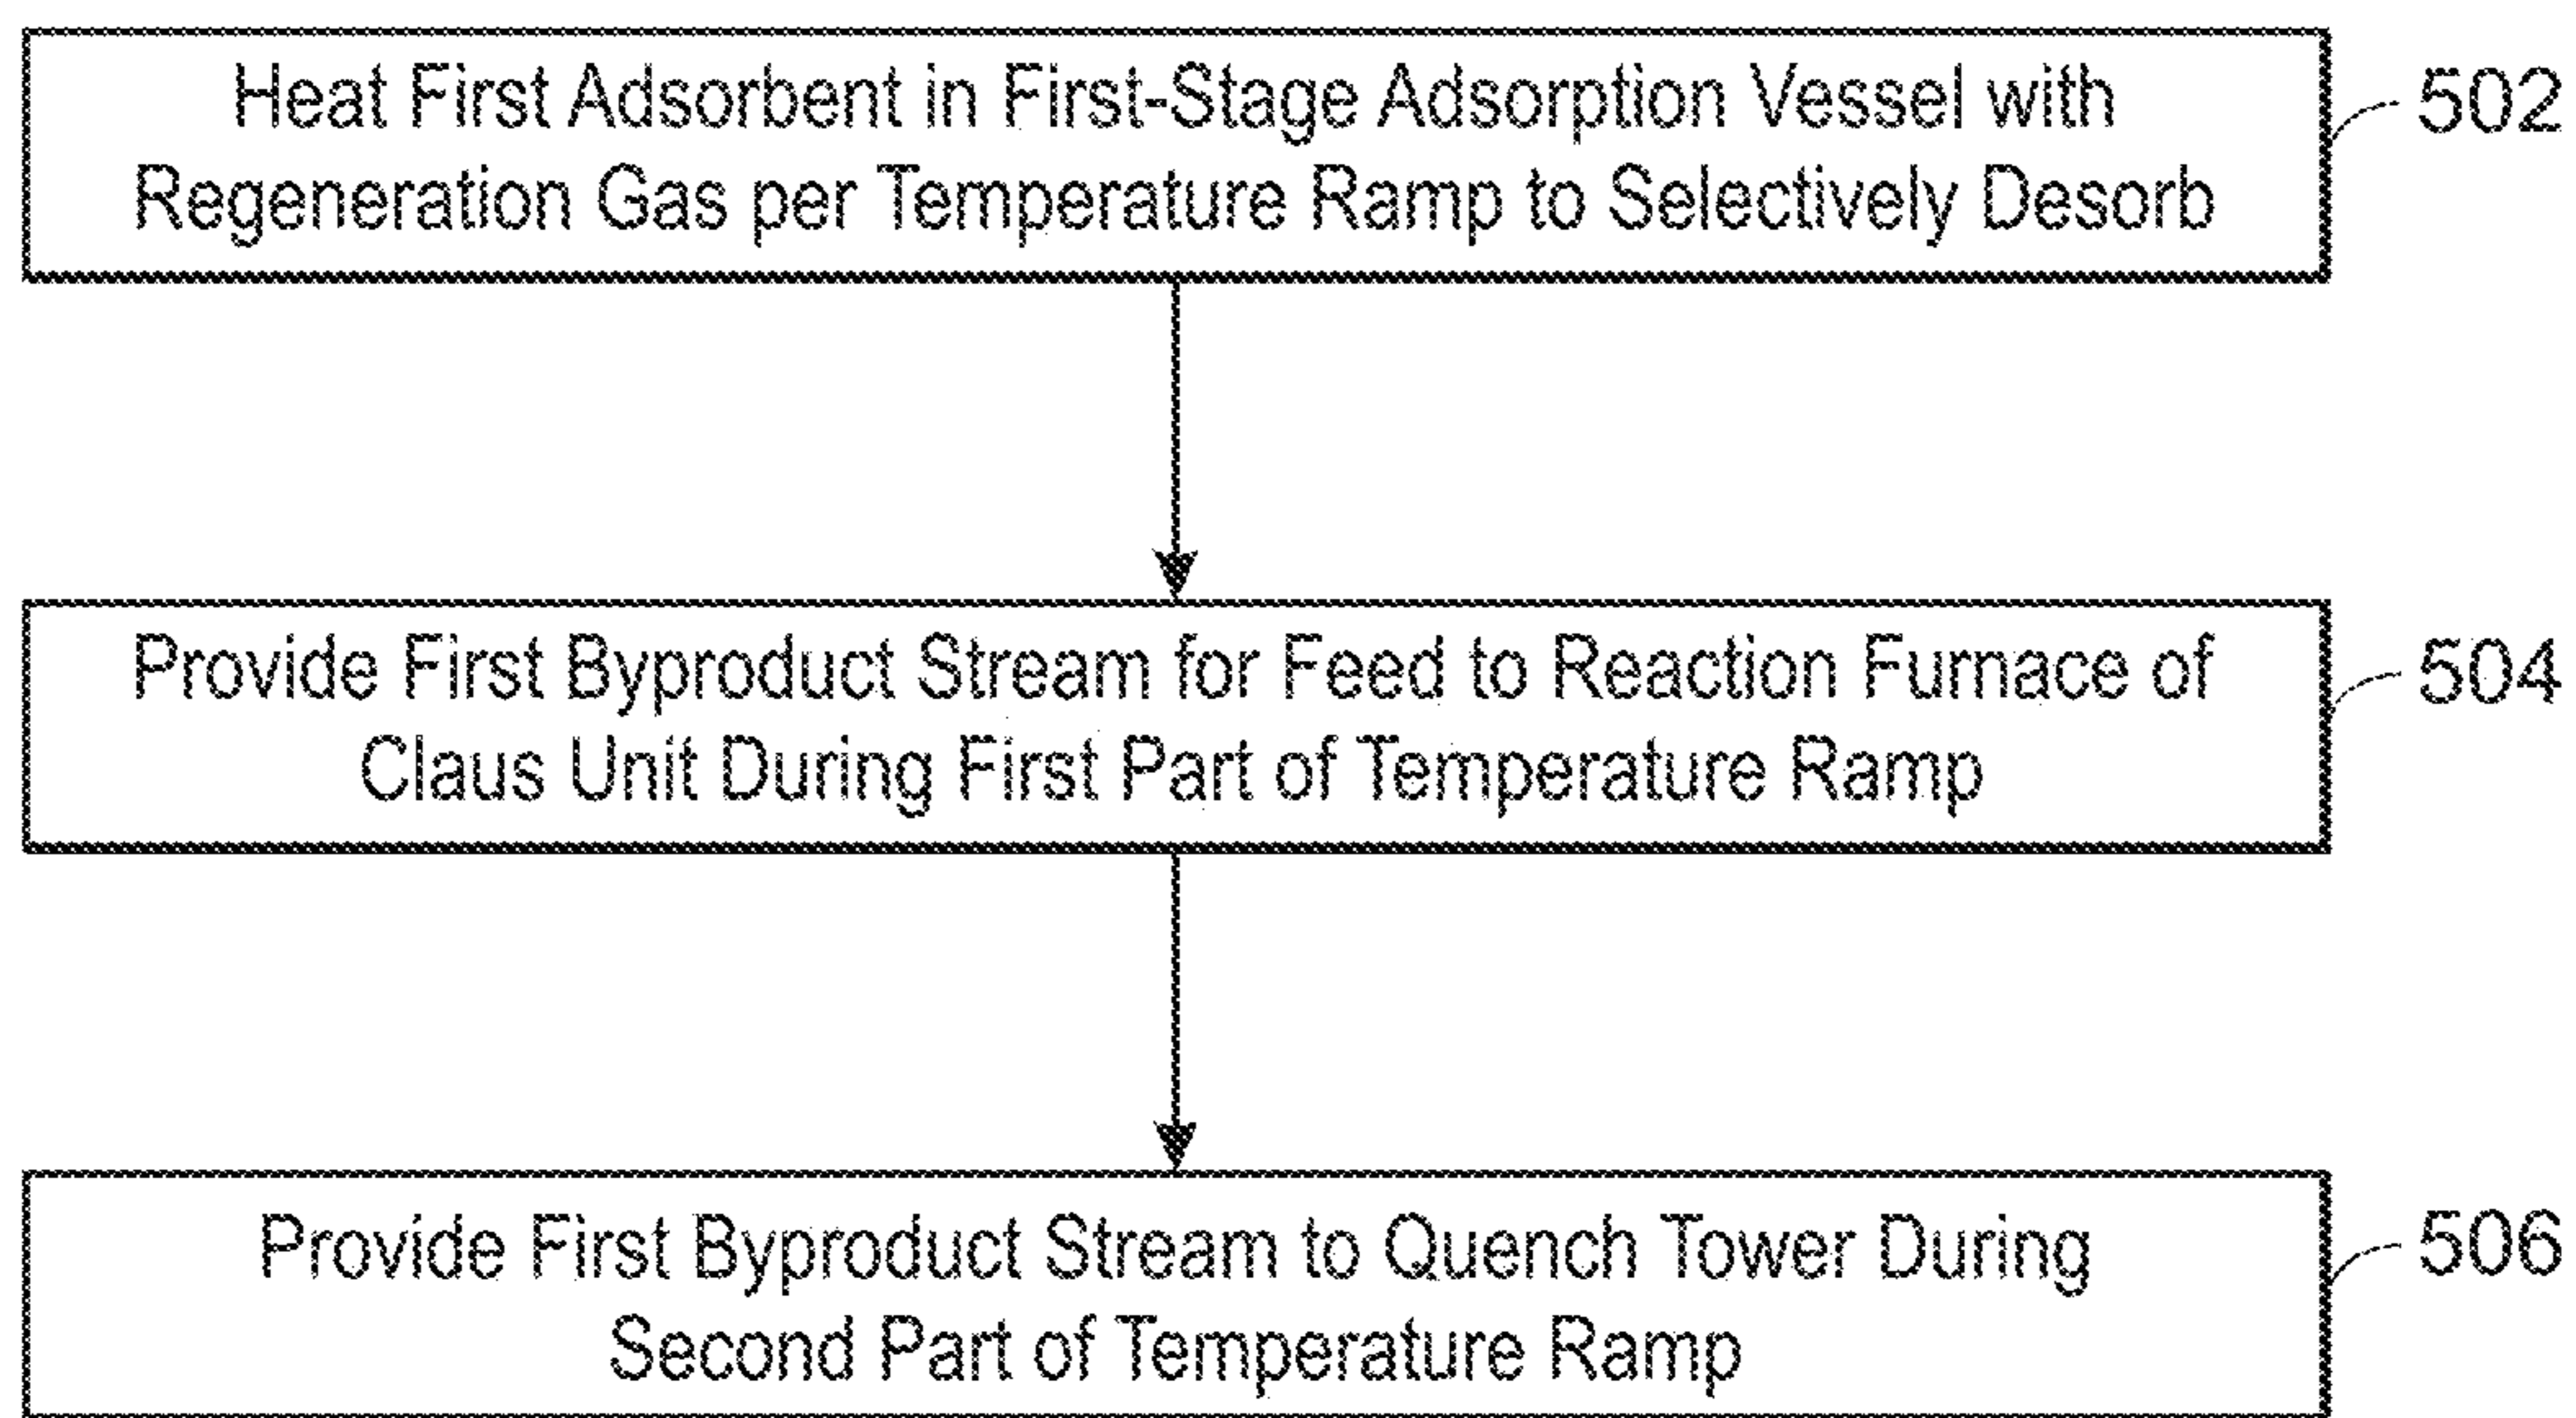 Heat First Adsorbent in First-Stage Adsorption Vessel with
Regeneration Gas per Temperature Ramp to Selectively Desorb
502
Provide First Byproduct Stream for Feed to Reaction Furnace of
Claus Unit During First Part of Temperature Ramp
504
Provide First Byproduct Stream to Quench Tower During
Second Part of Temperature Ramp
506